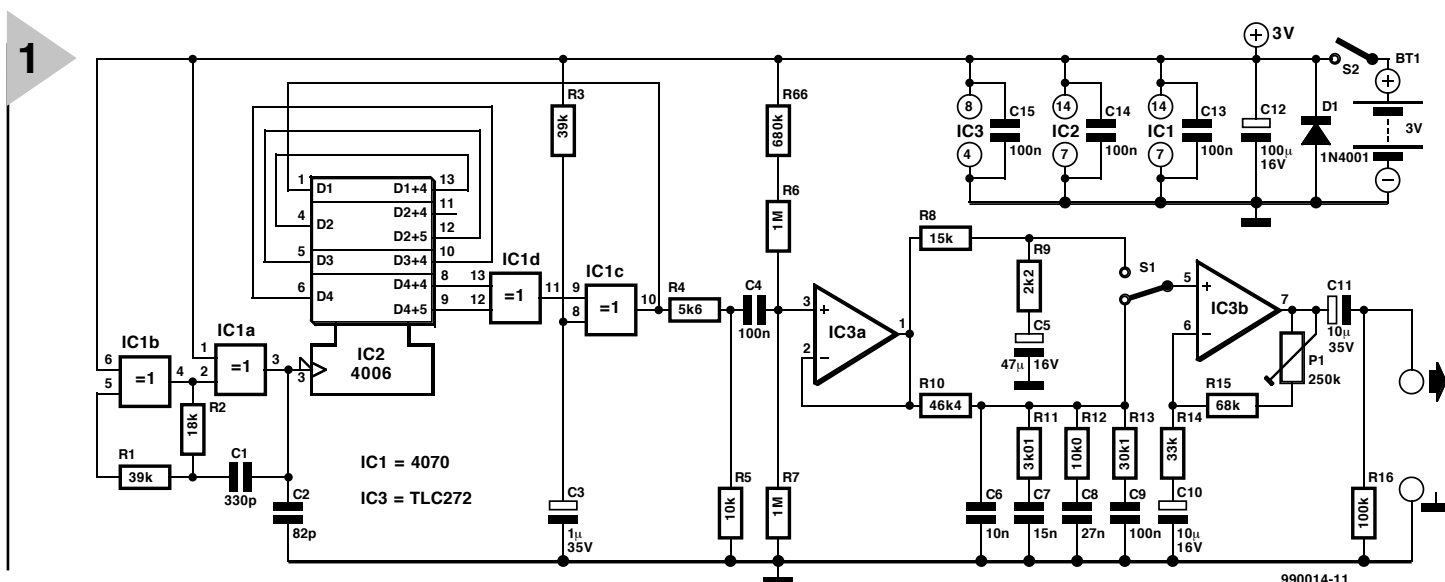 1
3V
S2
BT1
3V
R3
39k
R66
680k
R6
1M
8
IC3
4
C15
100n
14
IC2
7
C14
100n
14
IC1
7
C13
100n
C12
100µ
16V
D1
1N4001
1
D1
D1+4
13
D2+4
11
4
D2
D2+5
12
5
D3
D3+4
10
6
D4
D4+4
8
D4+5
9
IC2
4006
3
13
12
IC1d
=1
11
9
8
IC1c
=1
10
R4
5k6
C4
100n
3
2
IC3a
1
R8
15k
R9
2k2
C5
47µ
16V
S1
5
6
IC3b
7
C11
10µ
35V
P1
250k
IC1b
6
5
=1
4
IC1a
1
2
=1
3
R2
18k
R1
39k
C1
330p
C2
82p
IC1 = 4070
IC3 = TLC272
C3
1µ
35V
R5
10k
R7
1M
R10
46k4
R11
3k01
R12
10k0
R13
30k1
R14
33k
R15
68k
C6
10n
C7
15n
C8
27n
C9
100n
C10
10µ
16V
R16
100k
990014-11